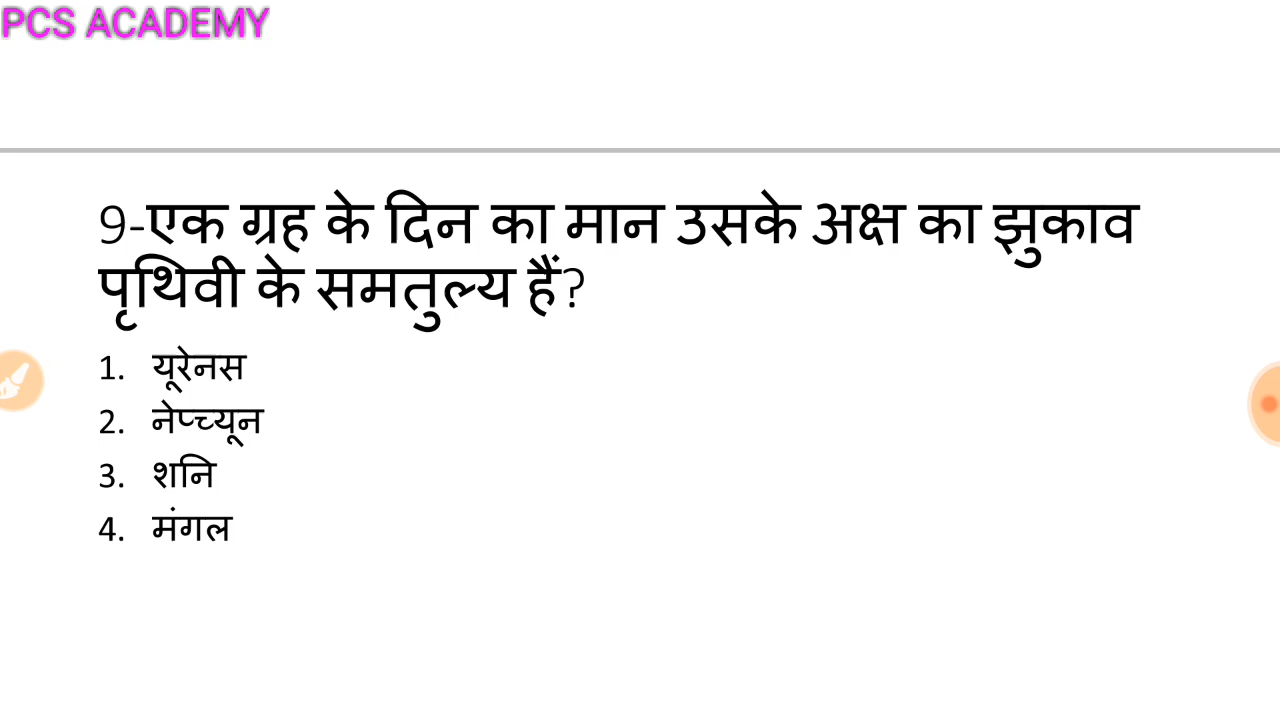 PCS ACADEMY
9-एक ग्रह के दिन का मान उसके अक्ष का झुकाव
पृथिवी के समतुल्य हैं?
1. यूरेनस
2. नेप्च्यून
3. शनि
4. मंगल